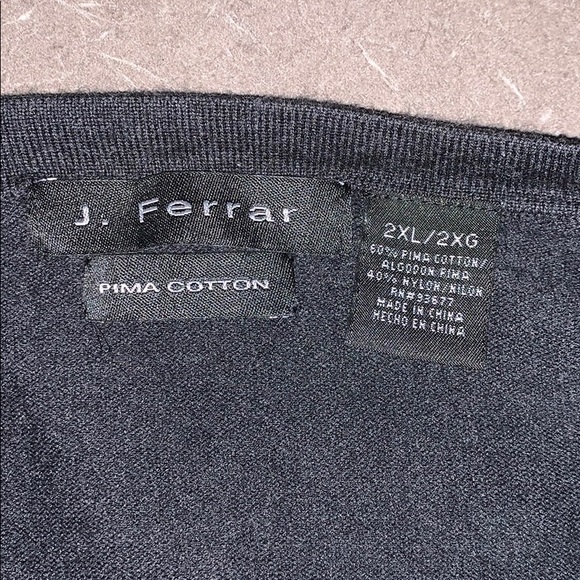 J. Ferrar
PIMA COTTON
2XL/2XG
60% PIMA COTTON/
ALGODON PIMA
40% NYLON/NILON
RN#93677
MADE IN CHINA
HECHO EN CHINA